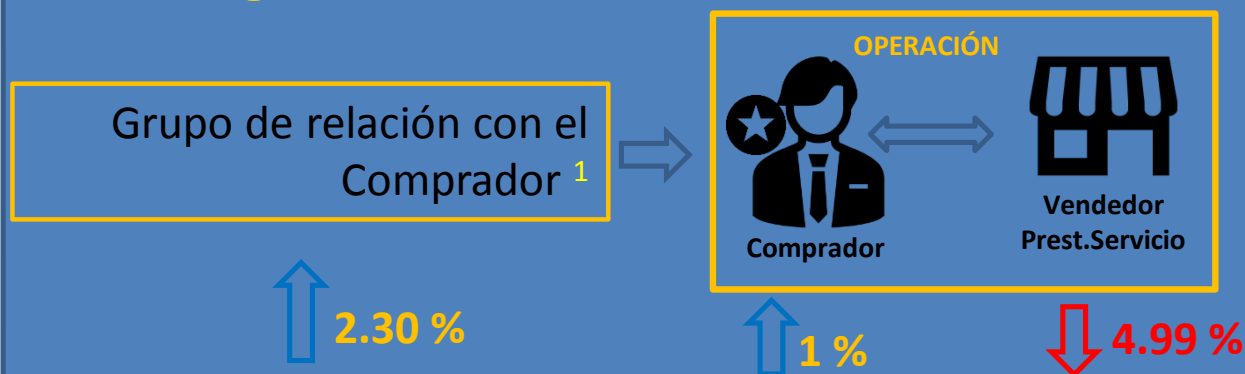 OPERACIÓN
Grupo de relación con el
Comprador 1
Comprador
Vendedor
Prest.Servicio
2.30 %
1 %
4.99 %